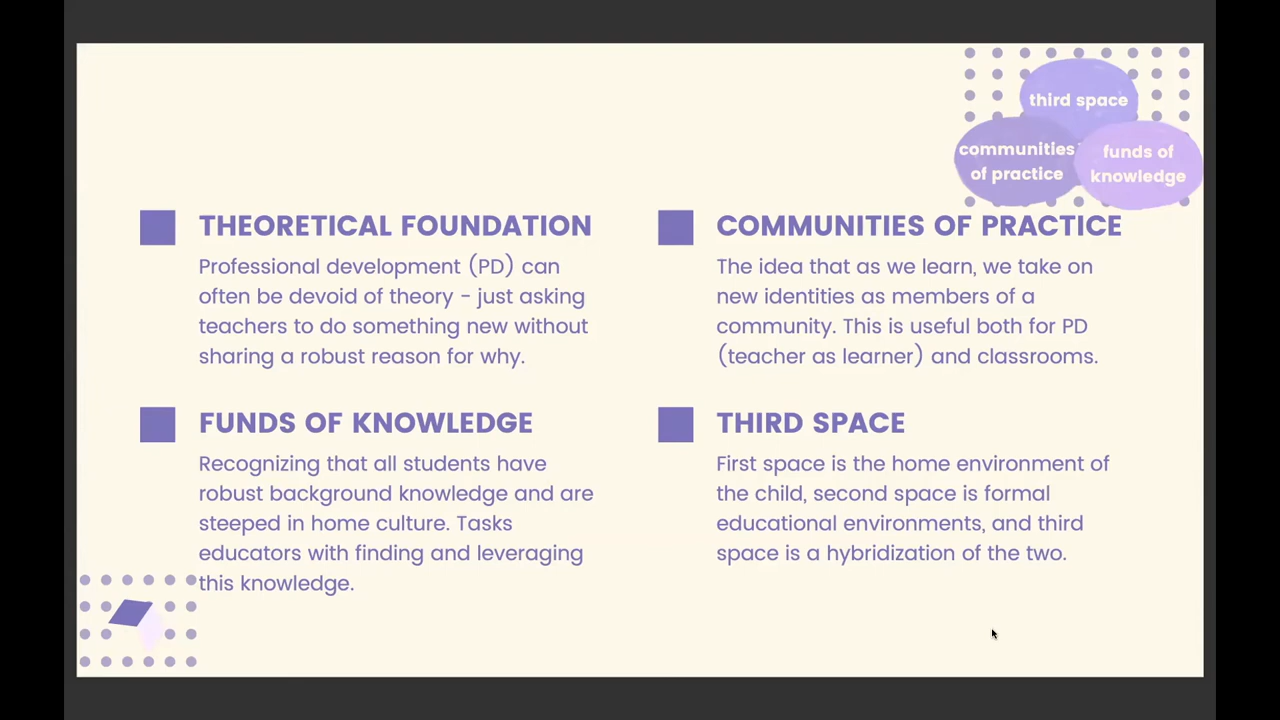 third space
communities
of practice
funds of
knowledge
THEORETICAL FOUNDATION
Professional development (PD) can
often be devoid of theory - just asking
teachers to do something new without
sharing a robust reason for why.
COMMUNITIES OF PRACTICE
The idea that as we learn, we take on
new identities as members of a
community. This is useful both for PD
(teacher as learner) and classrooms.
FUNDS OF KNOWLEDGE
Recognizing that all students have
robust background knowledge and are
steeped in home culture. Tasks
educators with finding and leveraging
this knowledge.
THIRD SPACE
First space is the home environment of
the child, second space is formal
educational environments, and third
space is a hybridization of the two.